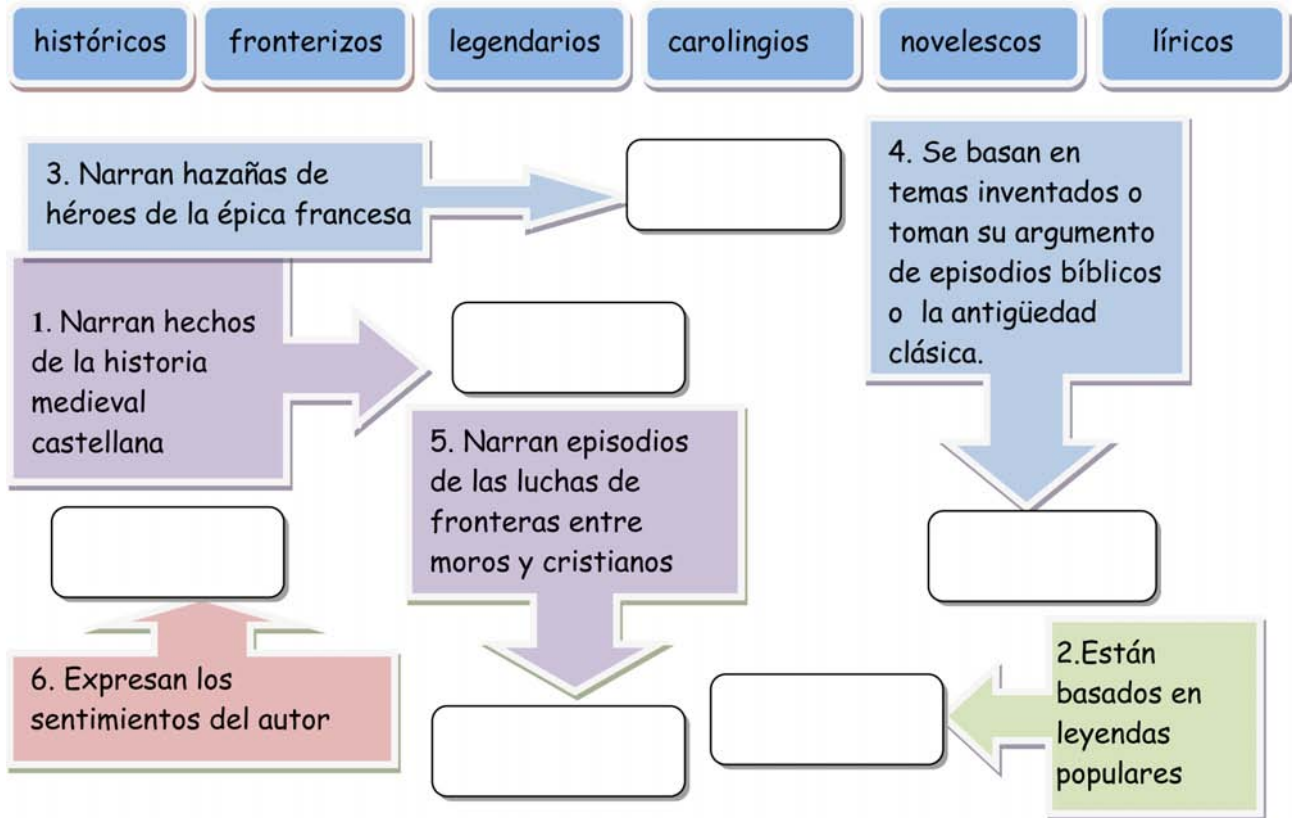 históricos fronterizos legendarios carolingios novelescos líricos
3. Narran hazañas de
héroes de la épica francesa
4. Se basan en
temas inventados o
toman su argumento
de episodios bíblicos
o la antigüedad
clásica.
1. Narran hechos
de la historia
medieval
castellana
5. Narran episodios
de las luchas de
fronteras entre
moros y cristianos
6. Expresan los
sentimientos del autor
2.Están
basados en
leyendas
populares